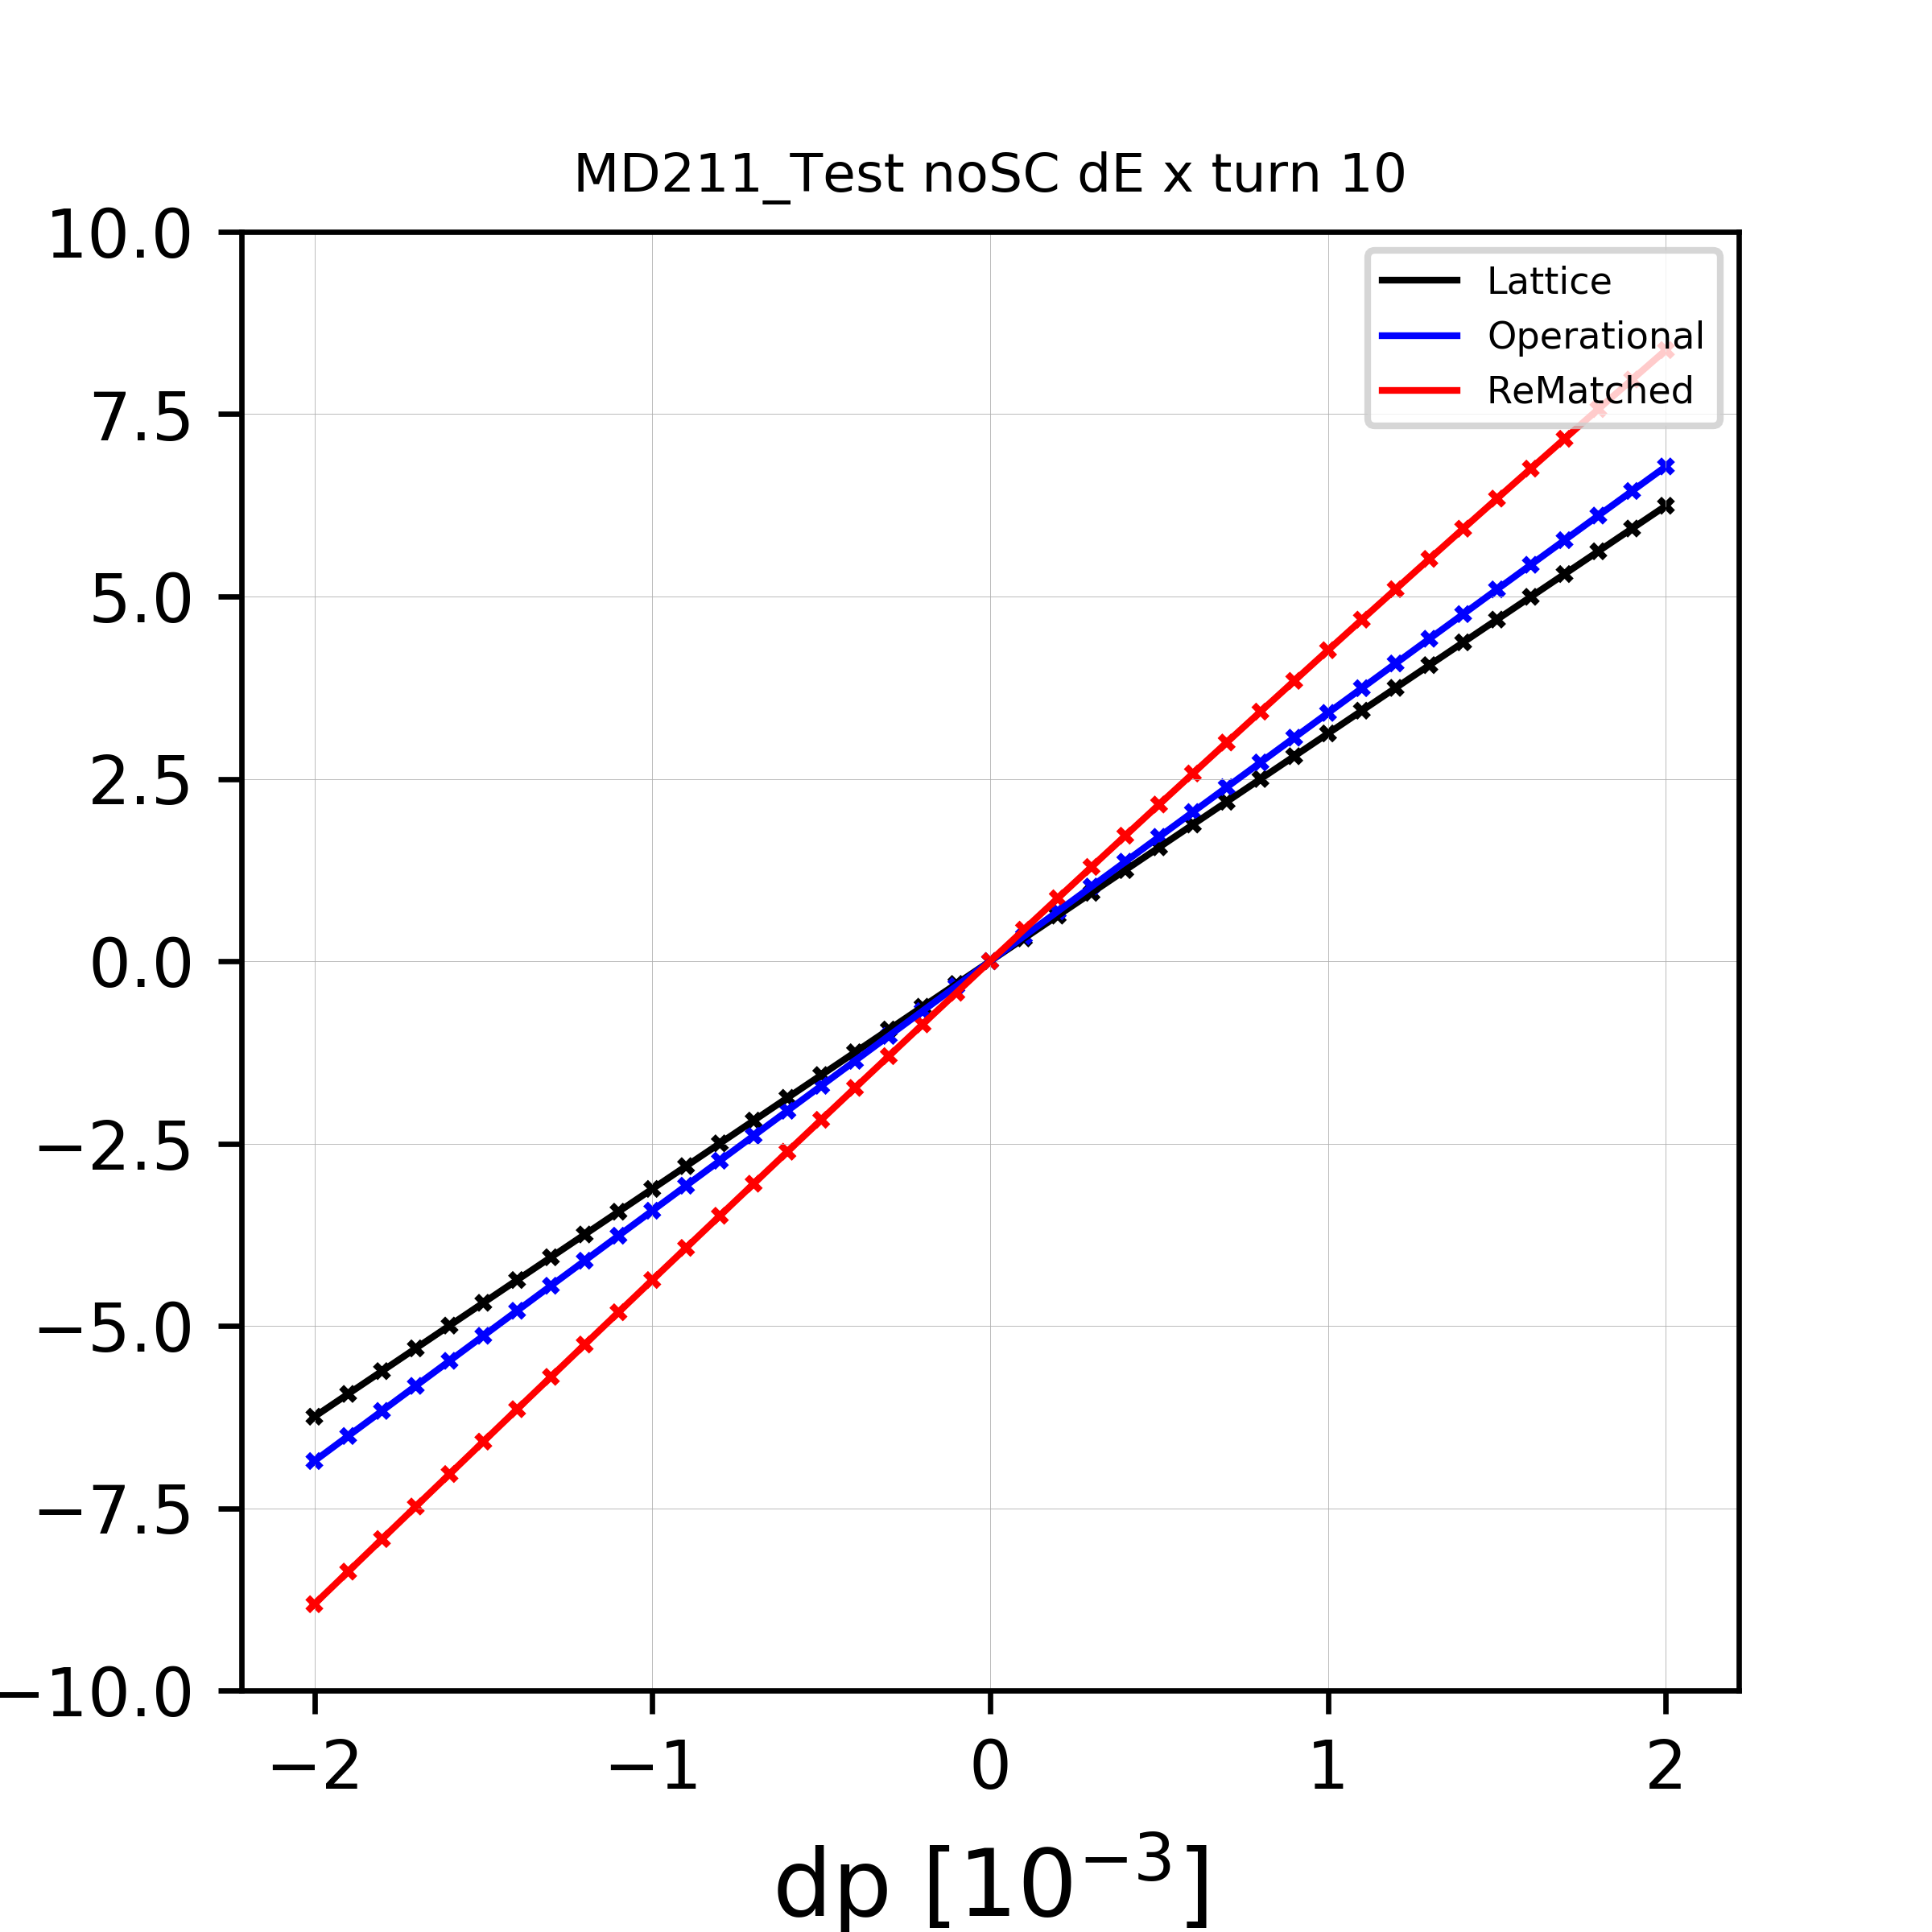 MD211_Test noSC dE x turn 10
10.0
7.5
5.0
2.5
0.0
−2.5
−5.0
−7.5
−10.0
Lattice
Operational
ReMatched
−2 −1 0 1 2
dp [10⁻³]